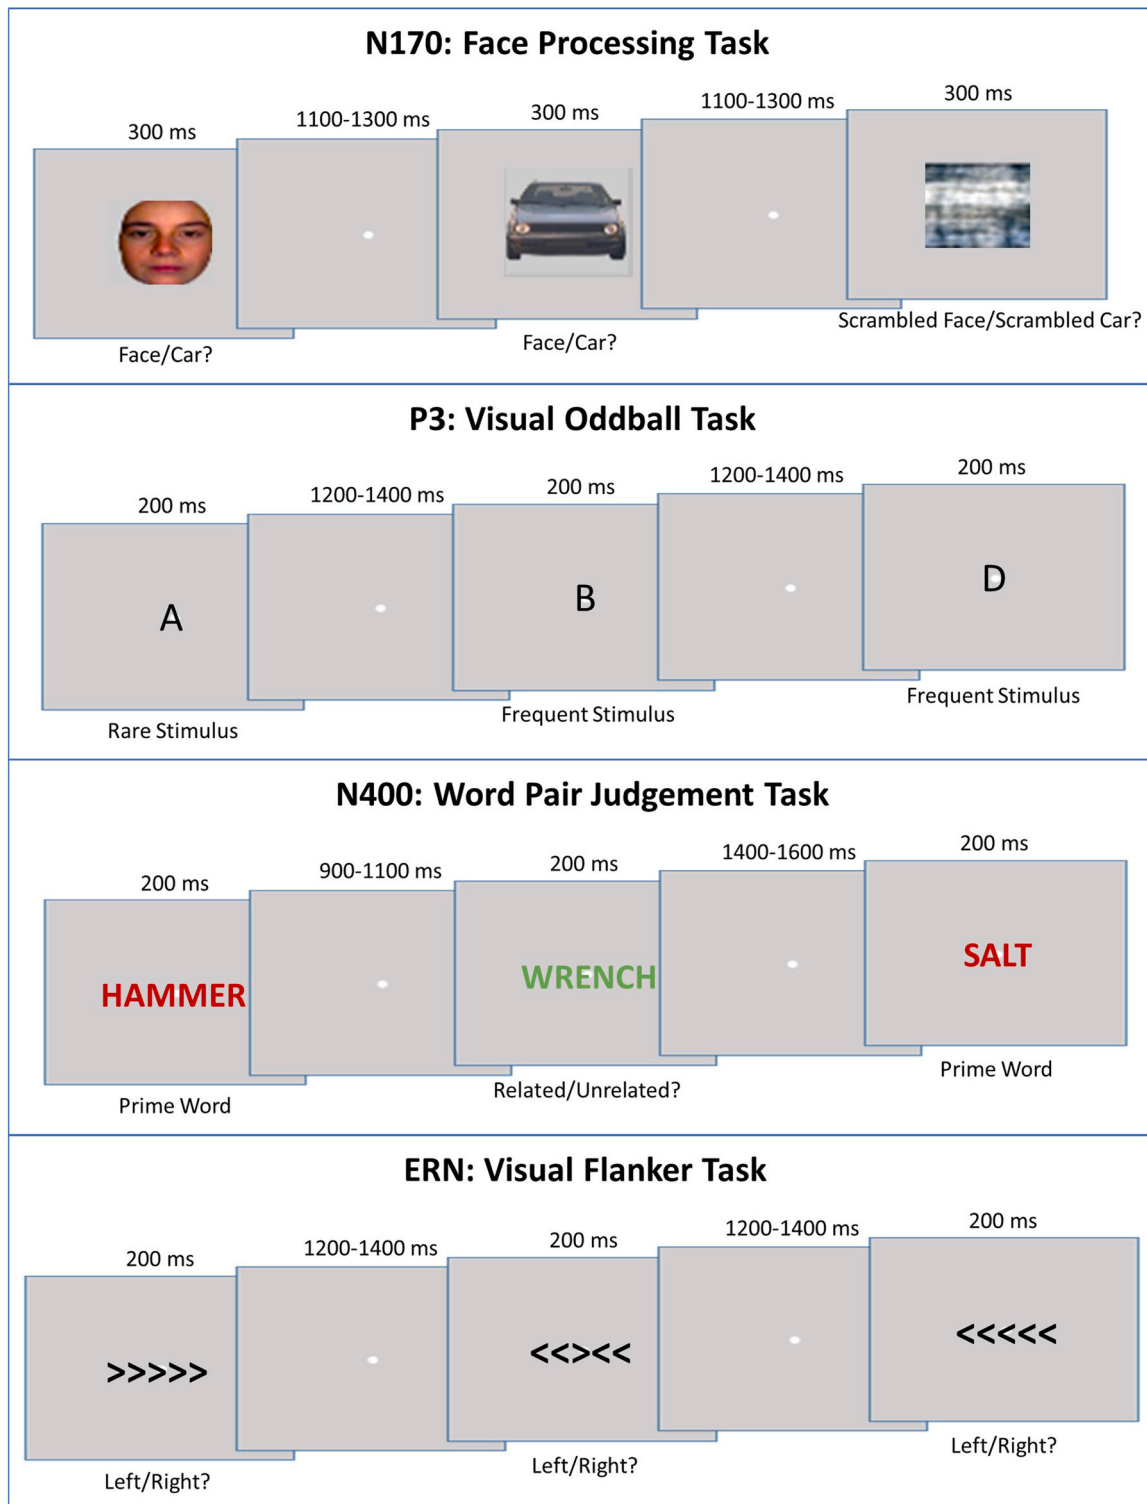 N170: Face Processing Task
300 ms
1100-1300 ms
300 ms
1100-1300 ms
300 ms
Face/Car?
Face/Car?
Scrambled Face/Scrambled Car?
P3: Visual Oddball Task
200 ms
1200-1400 ms
200 ms
1200-1400 ms
200 ms
A
B
D
Rare Stimulus
Frequent Stimulus
Frequent Stimulus
N400: Word Pair Judgement Task
200 ms
900-1100 ms
200 ms
1400-1600 ms
200 ms
HAMMER
WRENCH
SALT
Prime Word
Related/Unrelated?
Prime Word
ERN: Visual Flanker Task
200 ms
1200-1400 ms
200 ms
1200-1400 ms
200 ms
>>>>>
<<><<
<<<<<
Left/Right?
Left/Right?
Left/Right?